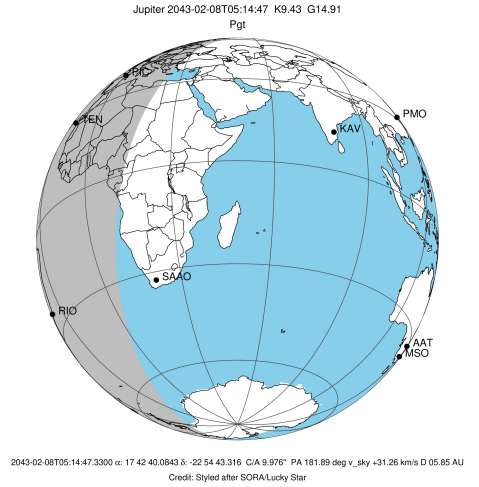 Jupiter 2043-02-08T05:14:47 K9.43 G14.91
Pgt
PIC
TEN
PMO
KAV
SAAO
RIO
AAT
MSO
2043-02-08T05:14:47.3300 α: 17 42 40.0843 δ: -22 54 43.316 C/A 9.976" PA 181.89 deg v_sky +31.26 km/s D 05.85 AU
Credit: Styled after SORA/Lucky Star